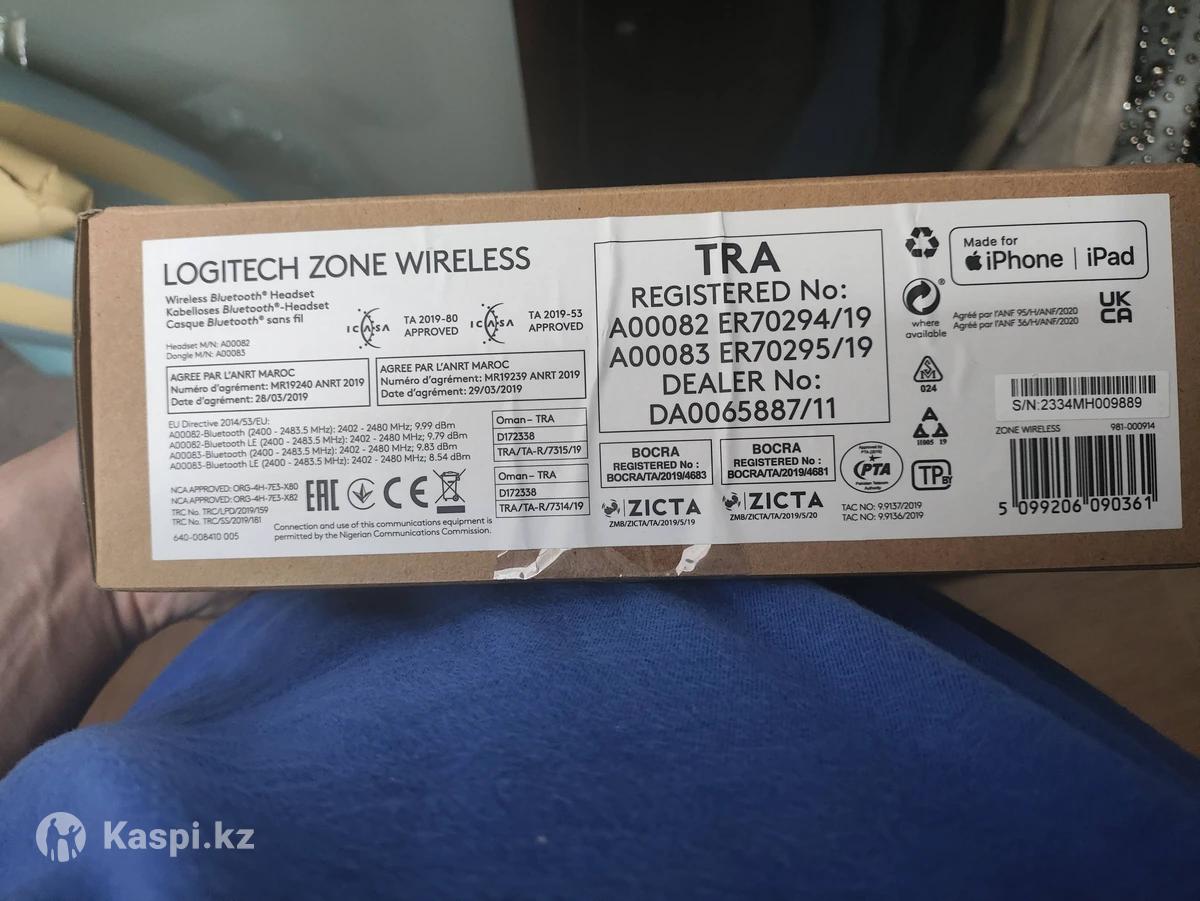 LOGITECH ZONE WIRELESS
Wireless Bluetooth® Headset
Kabelloses Bluetooth®-Headset
Casque Bluetooth® sans fil
Headset M/N: A00082
Dongle M/N: A00083
ICASA
TA 2019-80
APPROVED
ICASA
TA 2019-53
APPROVED
AGREE PAR L'ANRT MAROC
Numéro d'agrément: MR19240 ANRT 2019
Date d'agrément: 28/03/2019
AGREE PAR L'ANRT MAROC
Numéro d'agrément: MR19239 ANRT 2019
Date d'agrément: 29/03/2019
EU Directive 2014/53/EU:
A00082-Bluetooth (2400 - 2483.5 MHz): 2402 - 2480 MHz; 9.99 dBm
A00082-Bluetooth LE (2400 - 2483.5 MHz): 2402 - 2480 MHz; 9.79 dBm
A00083-Bluetooth (2400 - 2483.5 MHz): 2402 - 2480 MHz; 9.83 dBm
A00083-Bluetooth LE (2400 - 2483.5 MHz): 2402 - 2480 MHz; 8.54 dBm
NCA APPROVED: ORG-4H-7E3-X80
NCA APPROVED: ORG-4H-7E3-X82
TRC No. TRC/LPD/2019/159
TRC No. TRC/SS/2019/181
640-008410 005
EAC
CE
Connection and use of this communications equipment is
permitted by the Nigerian Communications Commission.
Oman - TRA
D172338
TRA/TA-R/7315/19
Oman - TRA
D172338
TRA/TA-R/7314/19
TRA
REGISTERED No:
A00082 ER70294/19
A00083 ER70295/19
DEALER No:
DA0065887/11
BOCRA
REGISTERED No :
BOCRA/TA/2019/4683
BOCRA
REGISTERED No :
BOCRA/TA/2019/4681
ZICTA
ZMB/ZICTA/TA/2019/5/19
ZICTA
ZMB/ZICTA/TA/2019/5/20
PTA
TAC NO: 9.9137/2019
TAC NO: 9.9136/2019
where
available
024
H005 19
TP BY
Made for
iPhone | iPad
Agréé par l'ANF 95/H/ANF/2020
Agréé par l'ANF 36/H/ANF/2020
UK
CA
S/N:2334MH009889
ZONE WIRELESS 981-000914
5 099206 090361
Kaspi.kz